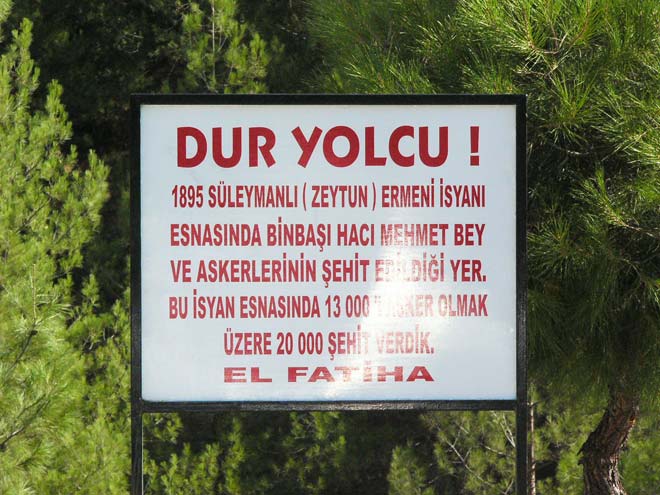 DUR YOLCU !
1895 SÜLEYMANLI ( ZEYTUN ) ERMENİ İSYANI
ESNASINDA BİNBAŞI HACI MEHMET BEY
VE ASKERLERİNİN ŞEHİT EDİLDİĞİ YER.
BU İSYAN ESNASINDA 13 000 ASKER OLMAK
ÜZERE 20 000 ŞEHİT VERDİK.
EL FATİHA